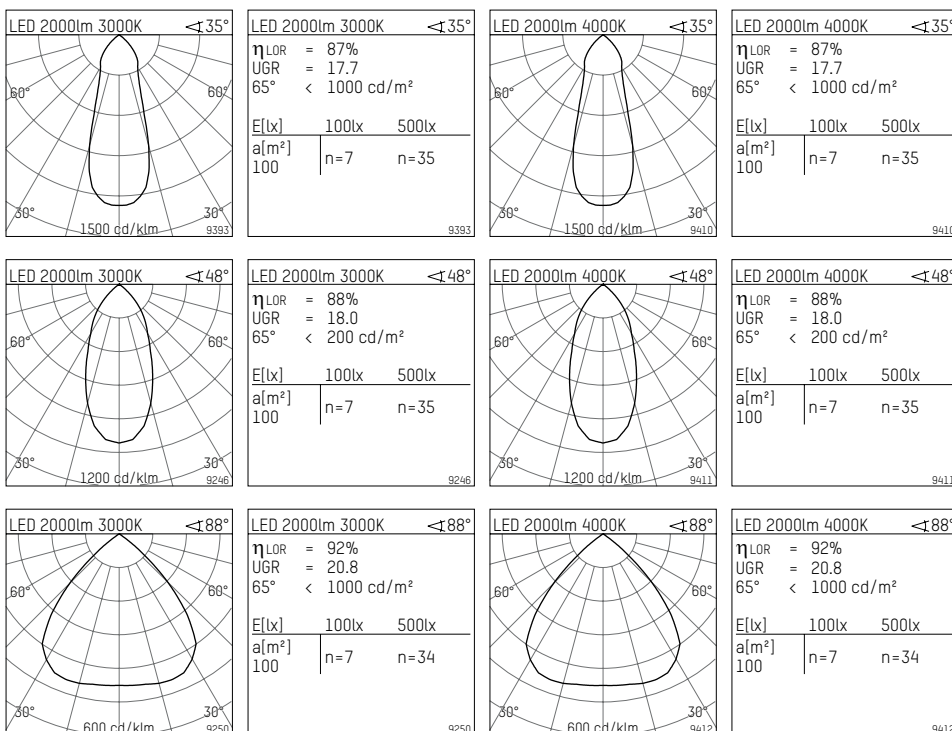 LED 2000lm 3000K ∢35°
60° 60°
30° 30°
1500 cd/klm 9393
LED 2000lm 3000K ∢35°
ηLOR = 87%
UGR = 17.7
65° < 1000 cd/m²
E[lx] 100lx 500lx
a[m²]
100 n=7 n=35
9393
LED 2000lm 4000K ∢35°
60° 60°
30° 30°
1500 cd/klm 9410
LED 2000lm 4000K ∢35°
ηLOR = 87%
UGR = 17.7
65° < 1000 cd/m²
E[lx] 100lx 500lx
a[m²]
100 n=7 n=35
9410
LED 2000lm 3000K ∢48°
60° 60°
30° 30°
1200 cd/klm 9246
LED 2000lm 3000K ∢48°
ηLOR = 88%
UGR = 18.0
65° < 200 cd/m²
E[lx] 100lx 500lx
a[m²]
100 n=7 n=35
9246
LED 2000lm 4000K ∢48°
60° 60°
30° 30°
1200 cd/klm 9411
LED 2000lm 4000K ∢48°
ηLOR = 88%
UGR = 18.0
65° < 200 cd/m²
E[lx] 100lx 500lx
a[m²]
100 n=7 n=35
9411
LED 2000lm 3000K ∢88°
60° 60°
30° 30°
600 cd/klm 9250
LED 2000lm 3000K ∢88°
ηLOR = 92%
UGR = 20.8
65° < 1000 cd/m²
E[lx] 100lx 500lx
a[m²]
100 n=7 n=34
9250
LED 2000lm 4000K ∢88°
60° 60°
30° 30°
600 cd/klm 9412
LED 2000lm 4000K ∢88°
ηLOR = 92%
UGR = 20.8
65° < 1000 cd/m²
E[lx] 100lx 500lx
a[m²]
100 n=7 n=34
9412